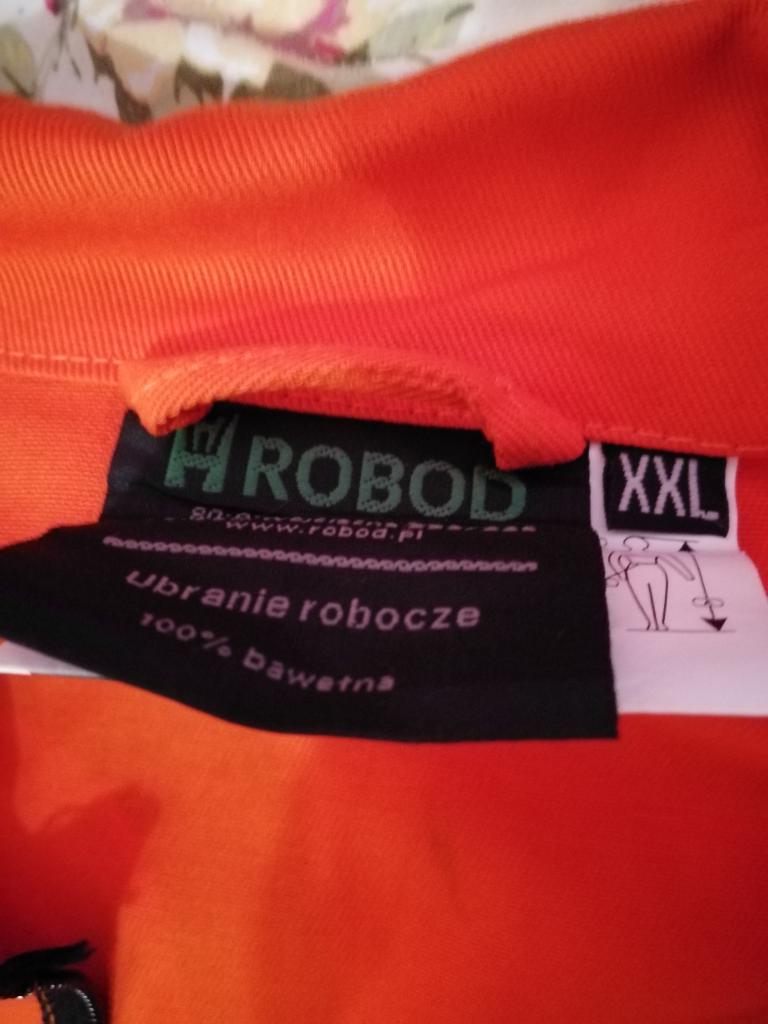 ROBOD
XXL
www.robod.pl
Ubranie robocze
100% bawełna